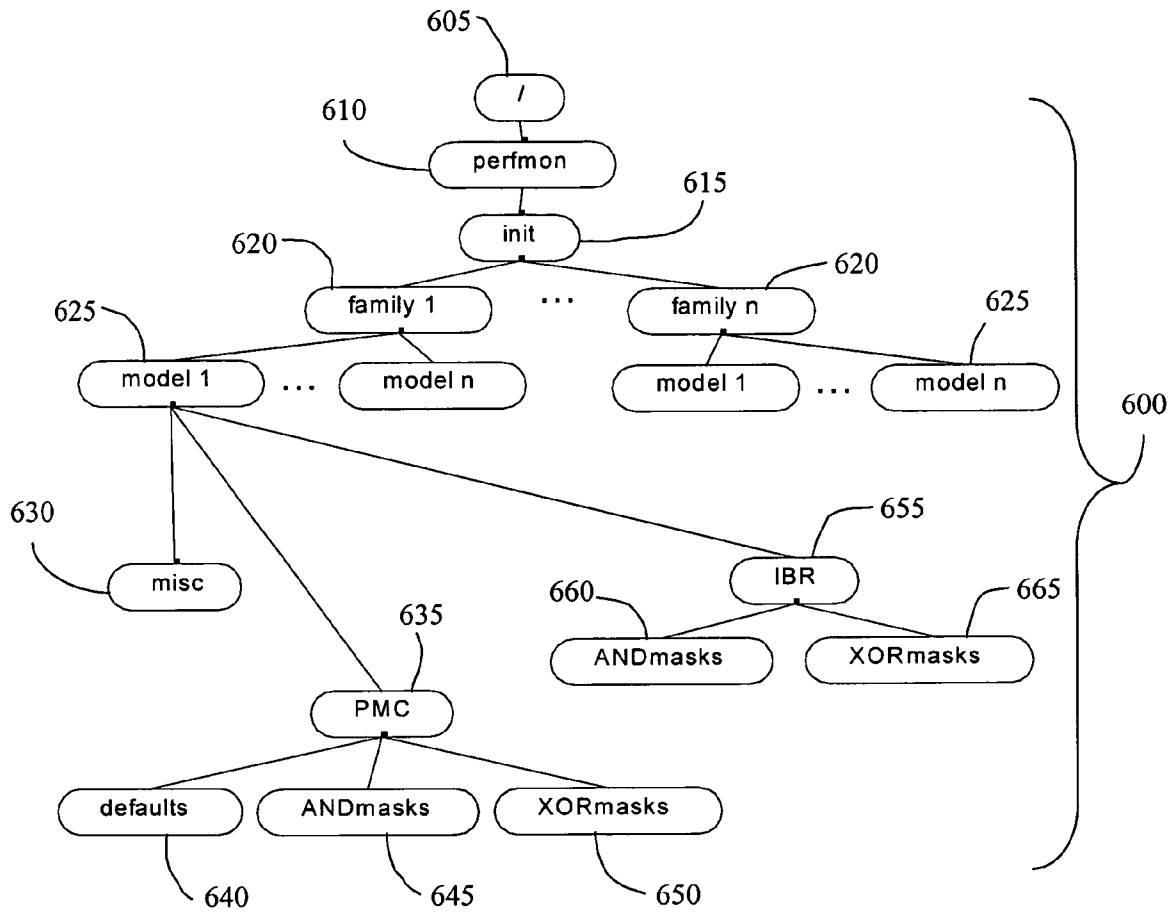 605
/
610
perfmon
615
init
620
620
family 1
...
family n
625
625
model 1
...
model n
model 1
...
model n
600
630
655
misc
IBR
660
665
635
ANDmasks
XORmasks
PMC
defaults
ANDmasks
XORmasks
640
645
650